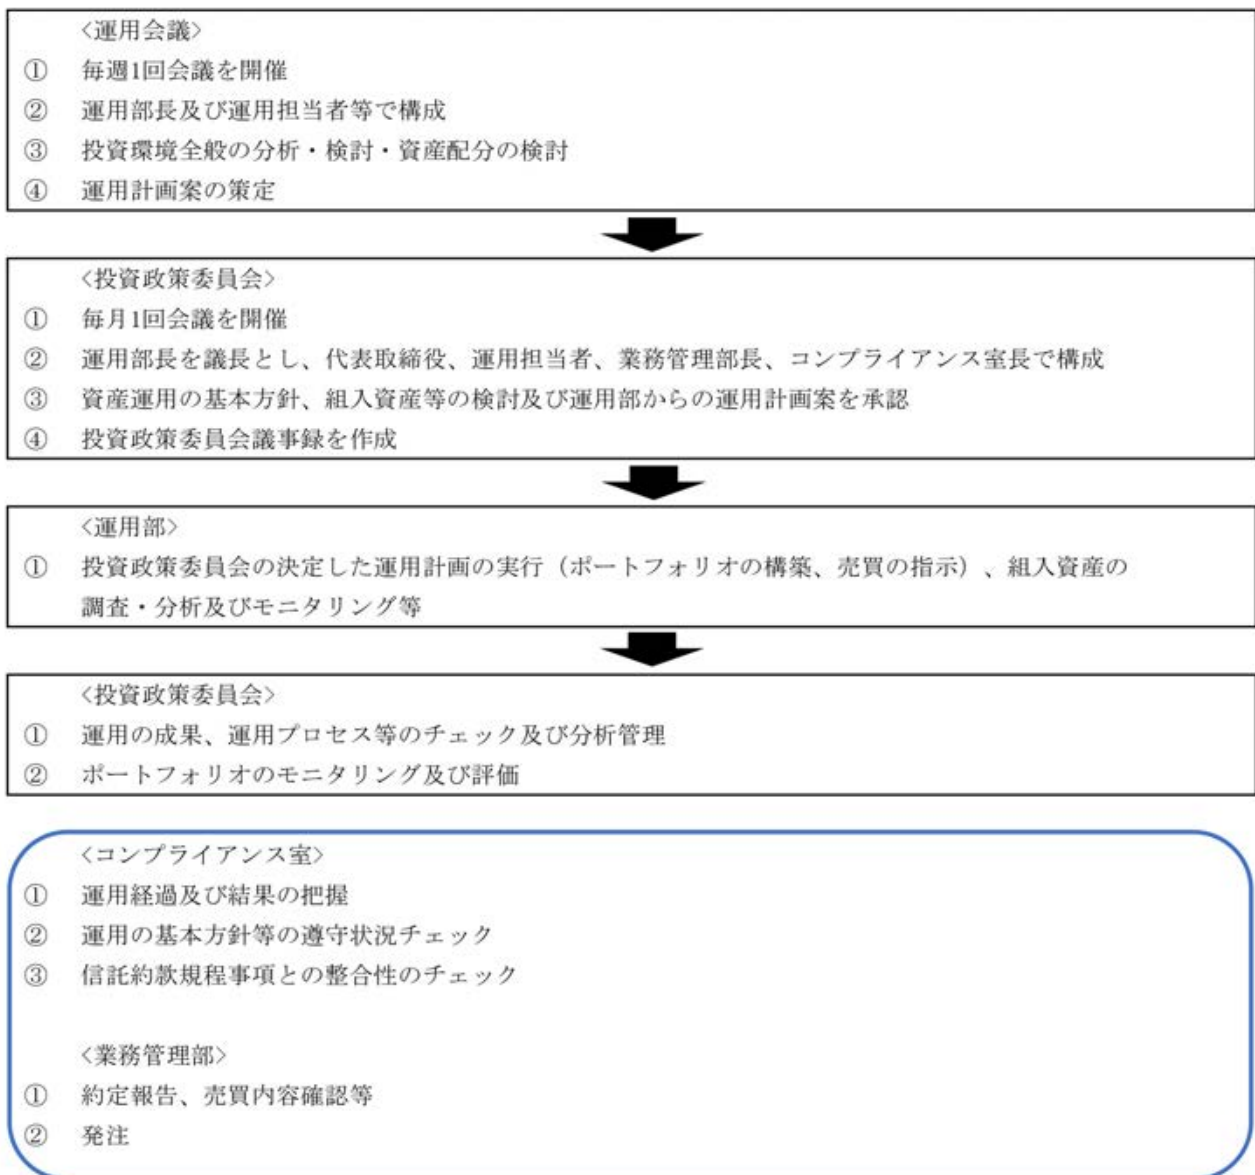 〈運用会議〉
① 毎週1回会議を開催
② 運用部長及び運用担当者等で構成
③ 投資環境全般の分析・検討・資産配分の検討
④ 運用計画案の策定
〈投資政策委員会〉
① 毎月1回会議を開催
② 運用部長を議長とし、代表取締役、運用担当者、業務管理部長、コンプライアンス室長で構成
③ 資産運用の基本方針、組入資産等の検討及び運用部からの運用計画案を承認
④ 投資政策委員会議事録を作成
〈運用部〉
① 投資政策委員会の決定した運用計画の実行（ポートフォリオの構築、売買の指示）、組入資産の
調査・分析及びモニタリング等
〈投資政策委員会〉
① 運用の成果、運用プロセス等のチェック及び分析管理
② ポートフォリオのモニタリング及び評価
〈コンプライアンス室〉
① 運用経過及び結果の把握
② 運用の基本方針等の遵守状況チェック
③ 信託約款規程事項との整合性のチェック
〈業務管理部〉
① 約定報告、売買内容確認等
② 発注